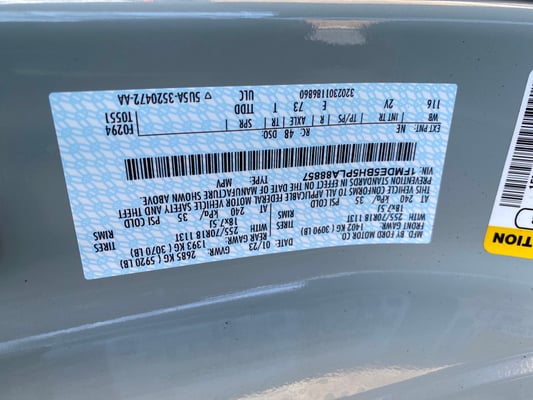 MFD. BY FORD MOTOR CO.
01/23 GVWR: 2685 KG ( 5920 LB)
FRONT GAWR: 1402 KG ( 3090 LB) REAR GAWR: 1393 KG ( 3070 LB)
WITH 255/70R18 113T TIRES WITH 255/70R18 113T TIRES
18x7.5J RIMS 18x7.5J RIMS
AT 240 kPa/ 35 PSI COLD AT 240 kPa/ 35 PSI COLD
THIS VEHICLE CONFORMS TO ALL APPLICABLE FEDERAL MOTOR VEHICLE SAFETY AND THEFT
PREVENTION STANDARDS IN EFFECT ON THE DATE OF MANUFACTURE SHOWN ABOVE.
VIN: 1FMDE5BH5PLA88857 TYPE: MPV
EXT PNT: NE RC: 48 DSO: F0294
WB INT TR TP/PS R AXLE TR SPR T0551
116 2V E 73 T TTDD ULC
3202301186860 5USA-3520472-AA
TION